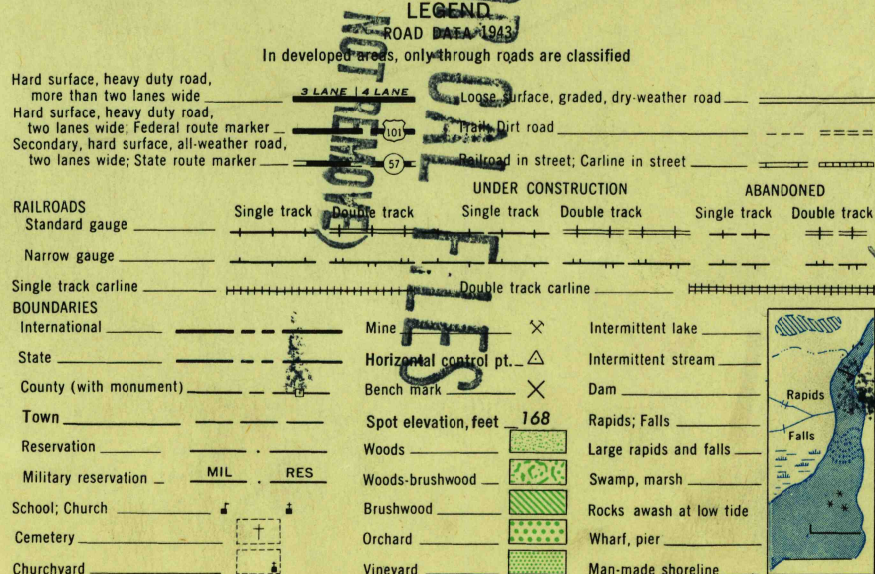 LEGEND
ROAD DATA 1943
In developed areas, only through roads are classified
Hard surface, heavy duty road,
more than two lanes wide
3 LANE | 4 LANE
Hard surface, heavy duty road,
two lanes wide; Federal route marker
101
Secondary, hard surface, all-weather road,
two lanes wide; State route marker
57
Loose surface, graded, dry-weather road
Trail; Dirt road
Railroad in street; Carline in street
UNDER CONSTRUCTION
ABANDONED
RAILROADS
Single track Double track Single track Double track Single track Double track
Standard gauge
Narrow gauge
Single track carline
Double track carline
BOUNDARIES
International
State
County (with monument)
Town
Reservation
Military reservation
MIL . RES
School; Church
Cemetery
Churchyard
Mine
Horizontal control pt.
Bench mark
Spot elevation, feet 168
Woods
Woods-brushwood
Brushwood
Orchard
Vineyard
Intermittent lake
Intermittent stream
Dam
Rapids; Falls
Large rapids and falls
Swamp, marsh
Rocks awash at low tide
Wharf, pier
Man-made shoreline
Rapids
Falls
NOT REMOVE)
FILES